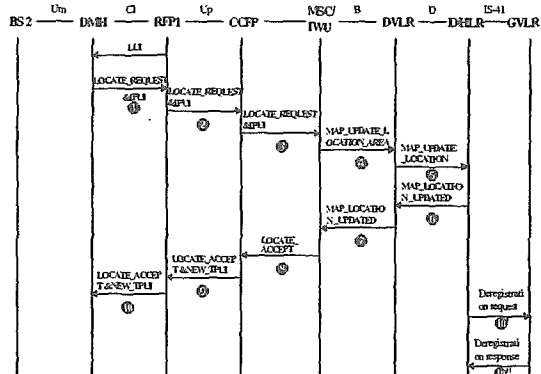 Um CI Up B D IS-41
BS 2 DMH RFP1 CCFP MSC/ IWU DVLR DHLR GVLR
LLI
LOCATE_REQUEST
&IPUI
LOCATE_REQUEST
&IPUI
LOCATE_REQUEST
&IPUI
MAP_UPDATE_L
OCATION_AREA
MAP_UPDATE
_LOCATION
MAP_LOCATIO
N_UPDATED
MAP_LOCATIO
N_UPDATED
LOCATE_
ACCEPT
LOCATE_ACCEP
T&NEW_TPUI
LOCATE_ACCEP
T&NEW_TPUI
Deregistrati
on request
Deregistrati
on response